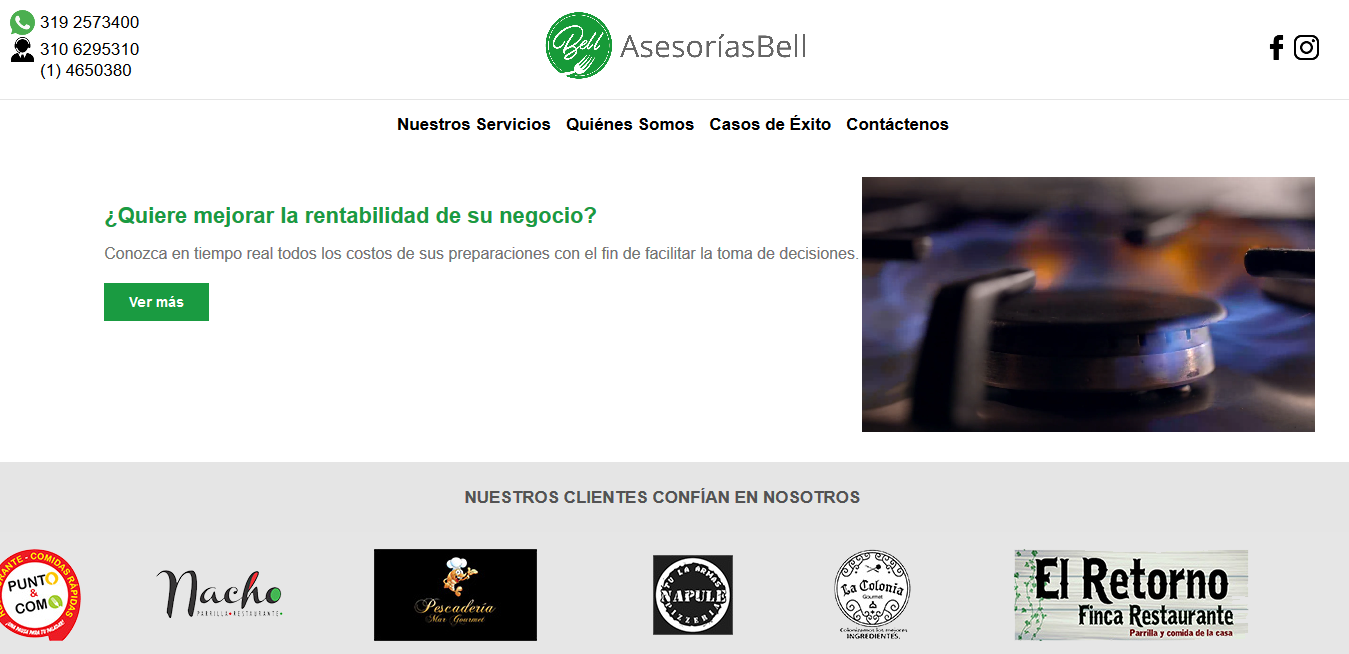 319 2573400
310 6295310
(1) 4650380
Bell
AsesoríasBell
Nuestros Servicios Quiénes Somos Casos de Éxito Contáctenos
¿Quiere mejorar la rentabilidad de su negocio?
Conozca en tiempo real todos los costos de sus preparaciones con el fin de facilitar la toma de decisiones.
Ver más
NUESTROS CLIENTES CONFÍAN EN NOSOTROS
RANTE - COMIDAS RÁPIDAS
PUNTO
&
COMO
Nacho
PARRILLA RESTAURANTE
Pescadería
Mar Gourmet
TU LA ARMAS
NAPULE
PIZZERIA
La Colonia
Gourmet
Colonizamos los mejores
INGREDIENTES.
El Retorno
Finca Restaurante
Parrilla y comida de la casa